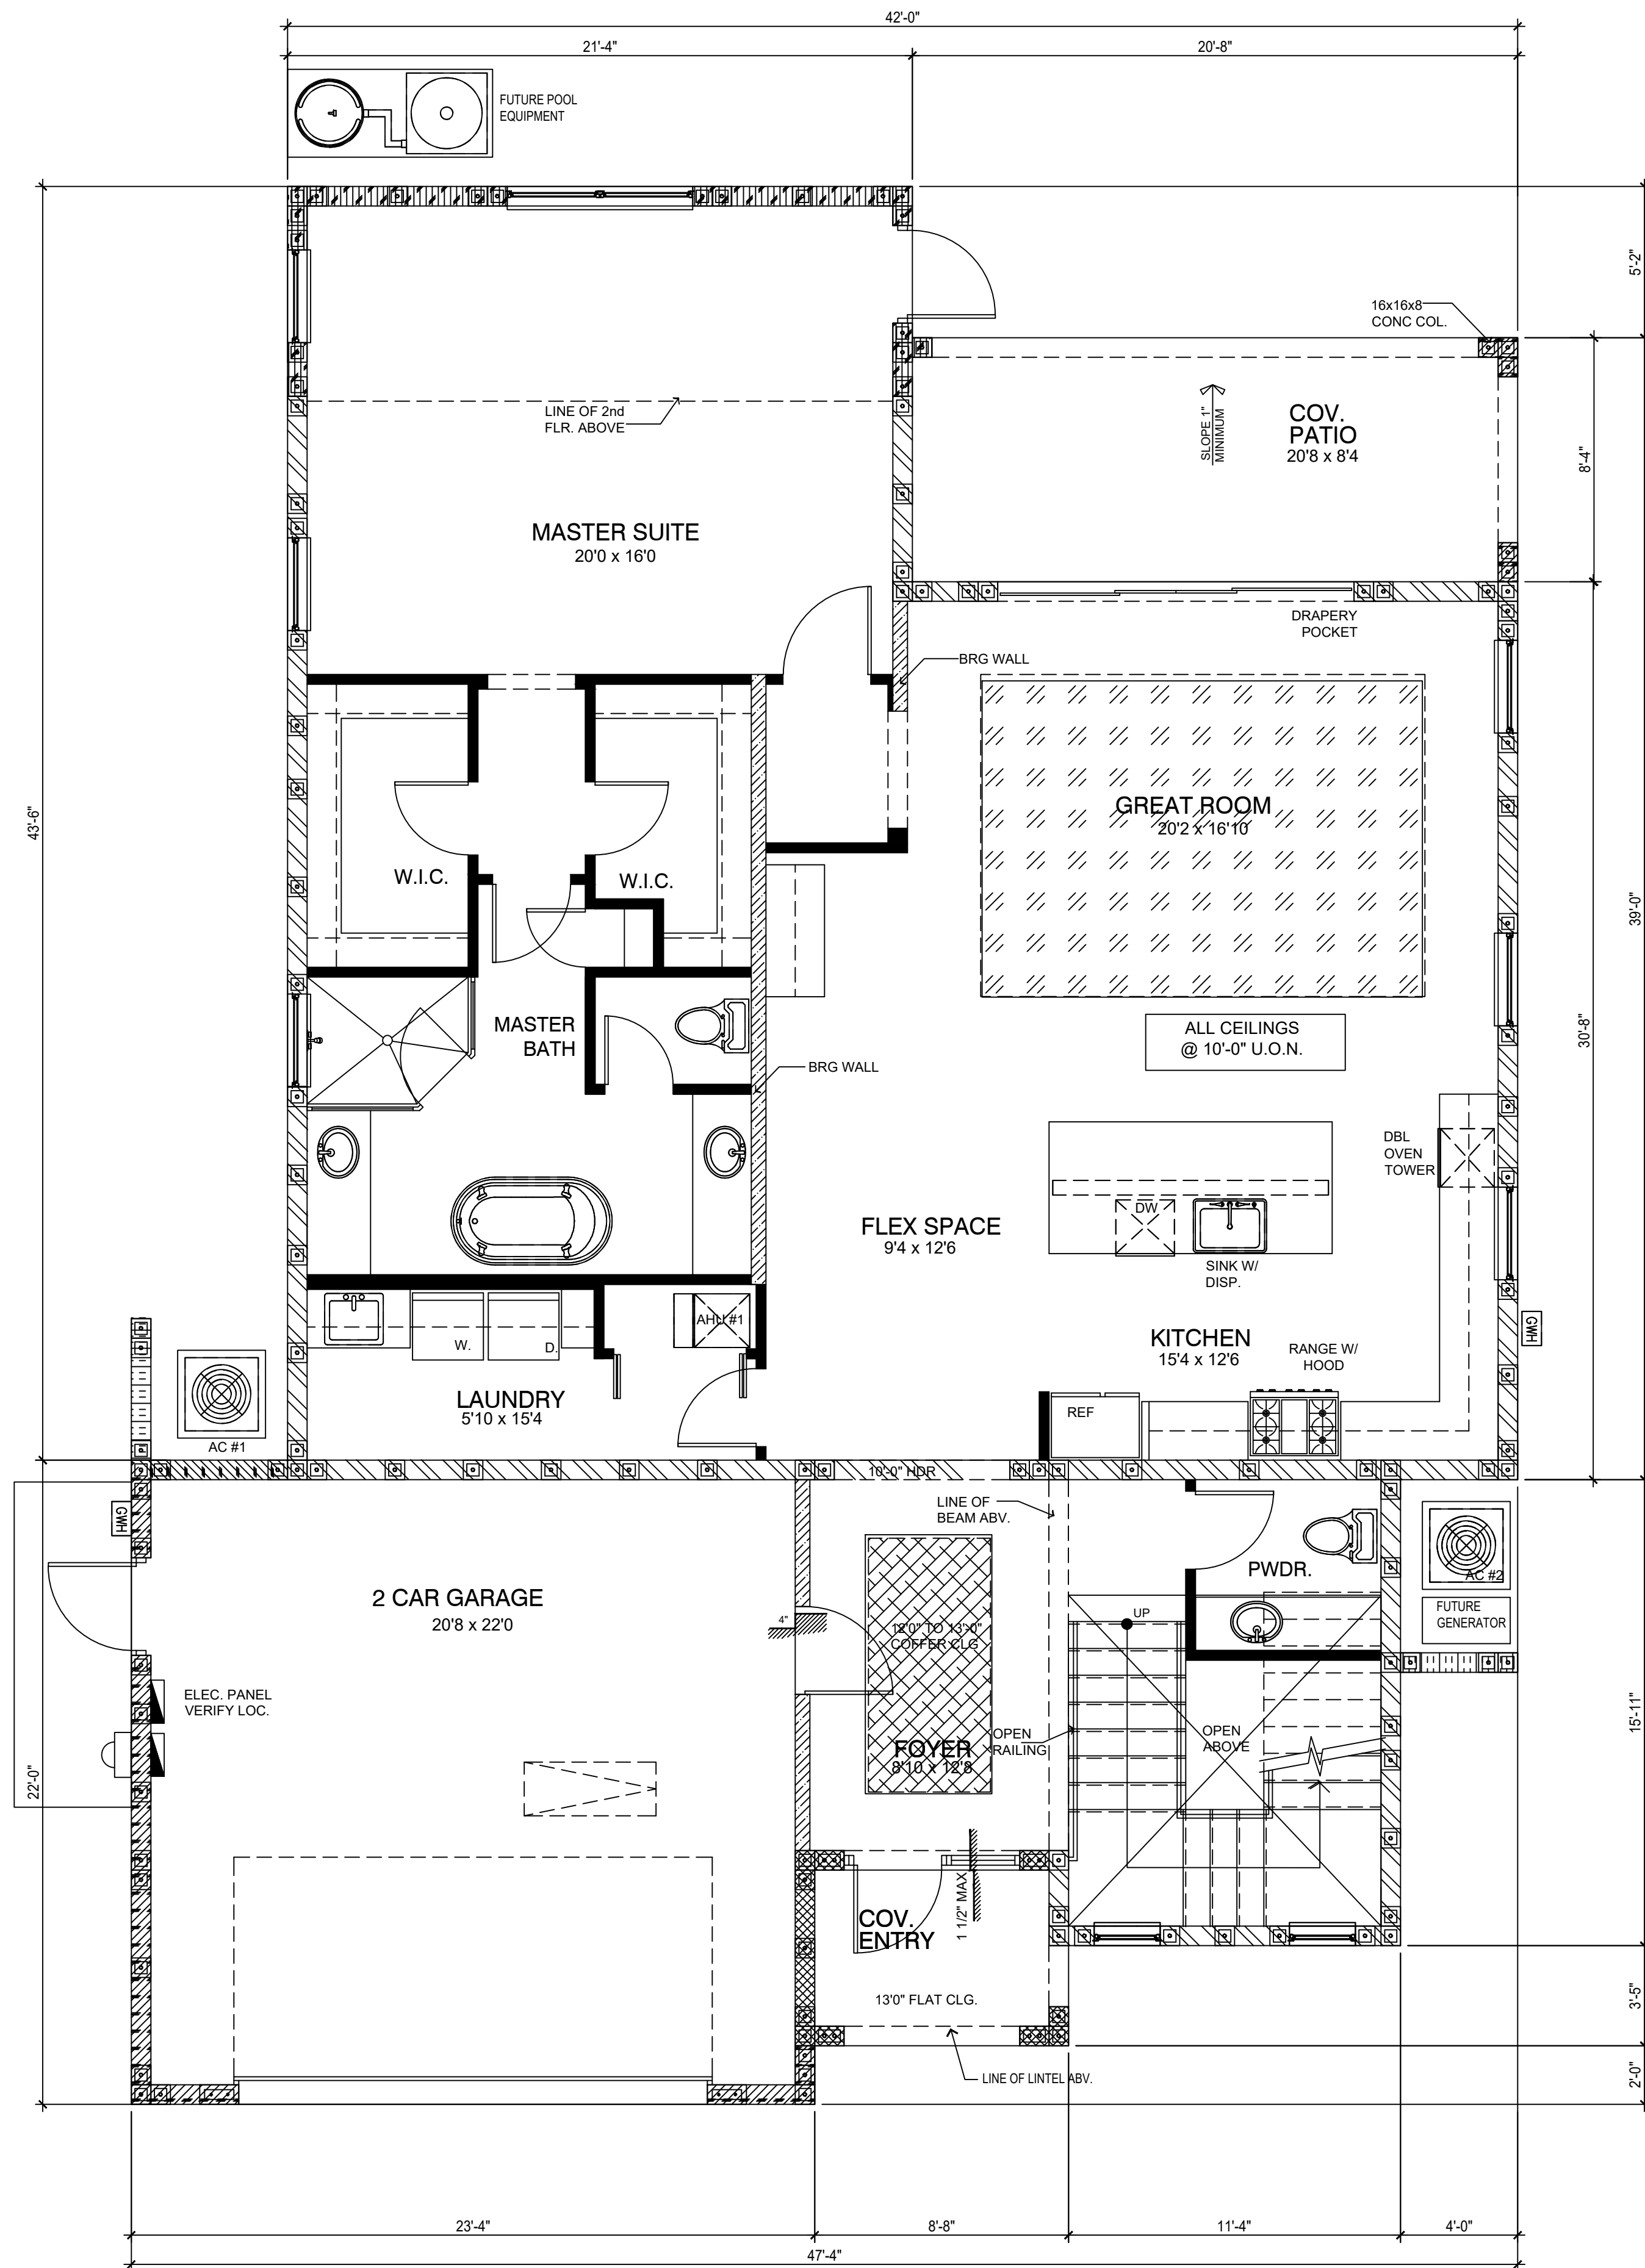 42'-0"
21'-4"
20'-8"
FUTURE POOL
EQUIPMENT
5'-2"
16x16x8
CONC COL.
LINE OF 2nd
FLR. ABOVE
SLOPE 1"
MINIMUM
COV.
PATIO
20'8 x 8'4
8'-4"
MASTER SUITE
20'0 x 16'0
DRAPERY
POCKET
BRG WALL
43'-6"
GREAT ROOM
20'2 x 16'10
W.I.C.
W.I.C.
39'-0"
MASTER
BATH
ALL CEILINGS
@ 10'-0" U.O.N.
30'-8"
BRG WALL
DBL
OVEN
TOWER
DW
FLEX SPACE
9'4 x 12'6
SINK W/
DISP.
AHU #1
W.
D.
KITCHEN
15'4 x 12'6
RANGE W/
HOOD
GWH
LAUNDRY
5'10 x 15'4
REF
AC #1
10'-0" HDR
LINE OF
BEAM ABV.
GWH
PWDR.
AC #2
2 CAR GARAGE
20'8 x 22'0
4"
12'0" TO 13'-0"
COFFER CLG
UP
FUTURE
GENERATOR
ELEC. PANEL
VERIFY LOC.
15'-11"
OPEN
RAILING
OPEN
ABOVE
FOYER
8'10 x 12'8
22'-0"
COV.
ENTRY
1 1/2" MAX
13'0" FLAT CLG.
3'-5"
LINE OF LINTEL ABV.
2'-0"
23'-4"
8'-8"
11'-4"
4'-0"
47'-4"